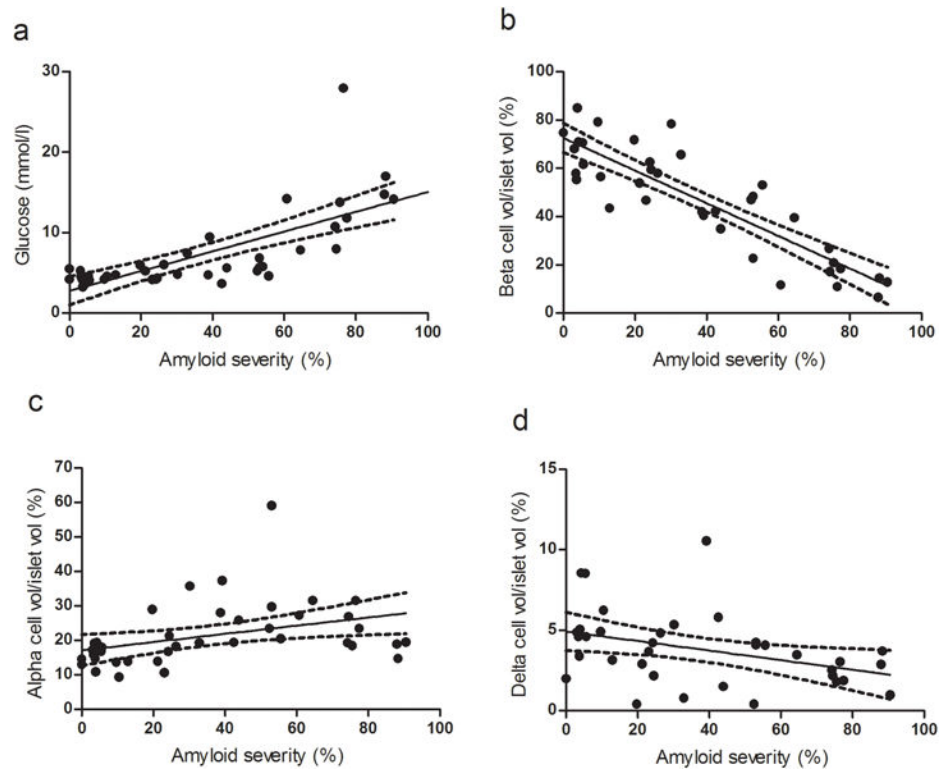 a
Glucose (mmol/l)
30
20
10
0
0 20 40 60 80 100
Amyloid severity (%)
b
Beta cell vol/islet vol (%)
100
80
60
40
20
0
0 20 40 60 80 100
Amyloid severity (%)
c
Alpha cell vol/islet vol (%)
70
60
50
40
30
20
10
0
0 20 40 60 80 100
Amyloid severity (%)
d
Delta cell vol/islet vol (%)
15
10
5
0
0 20 40 60 80 100
Amyloid severity (%)